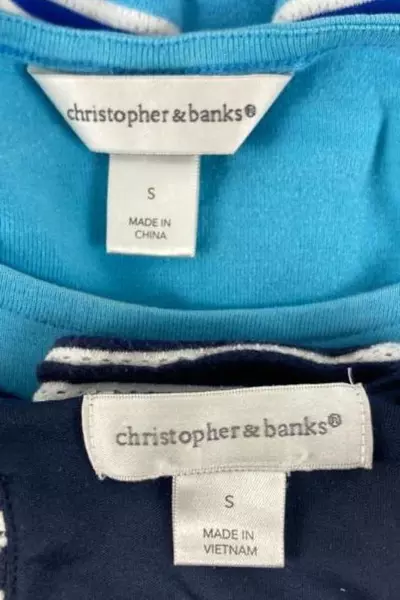 christopher & banks®
S
MADE IN
CHINA
christopher & banks®
S
MADE IN
VIETNAM